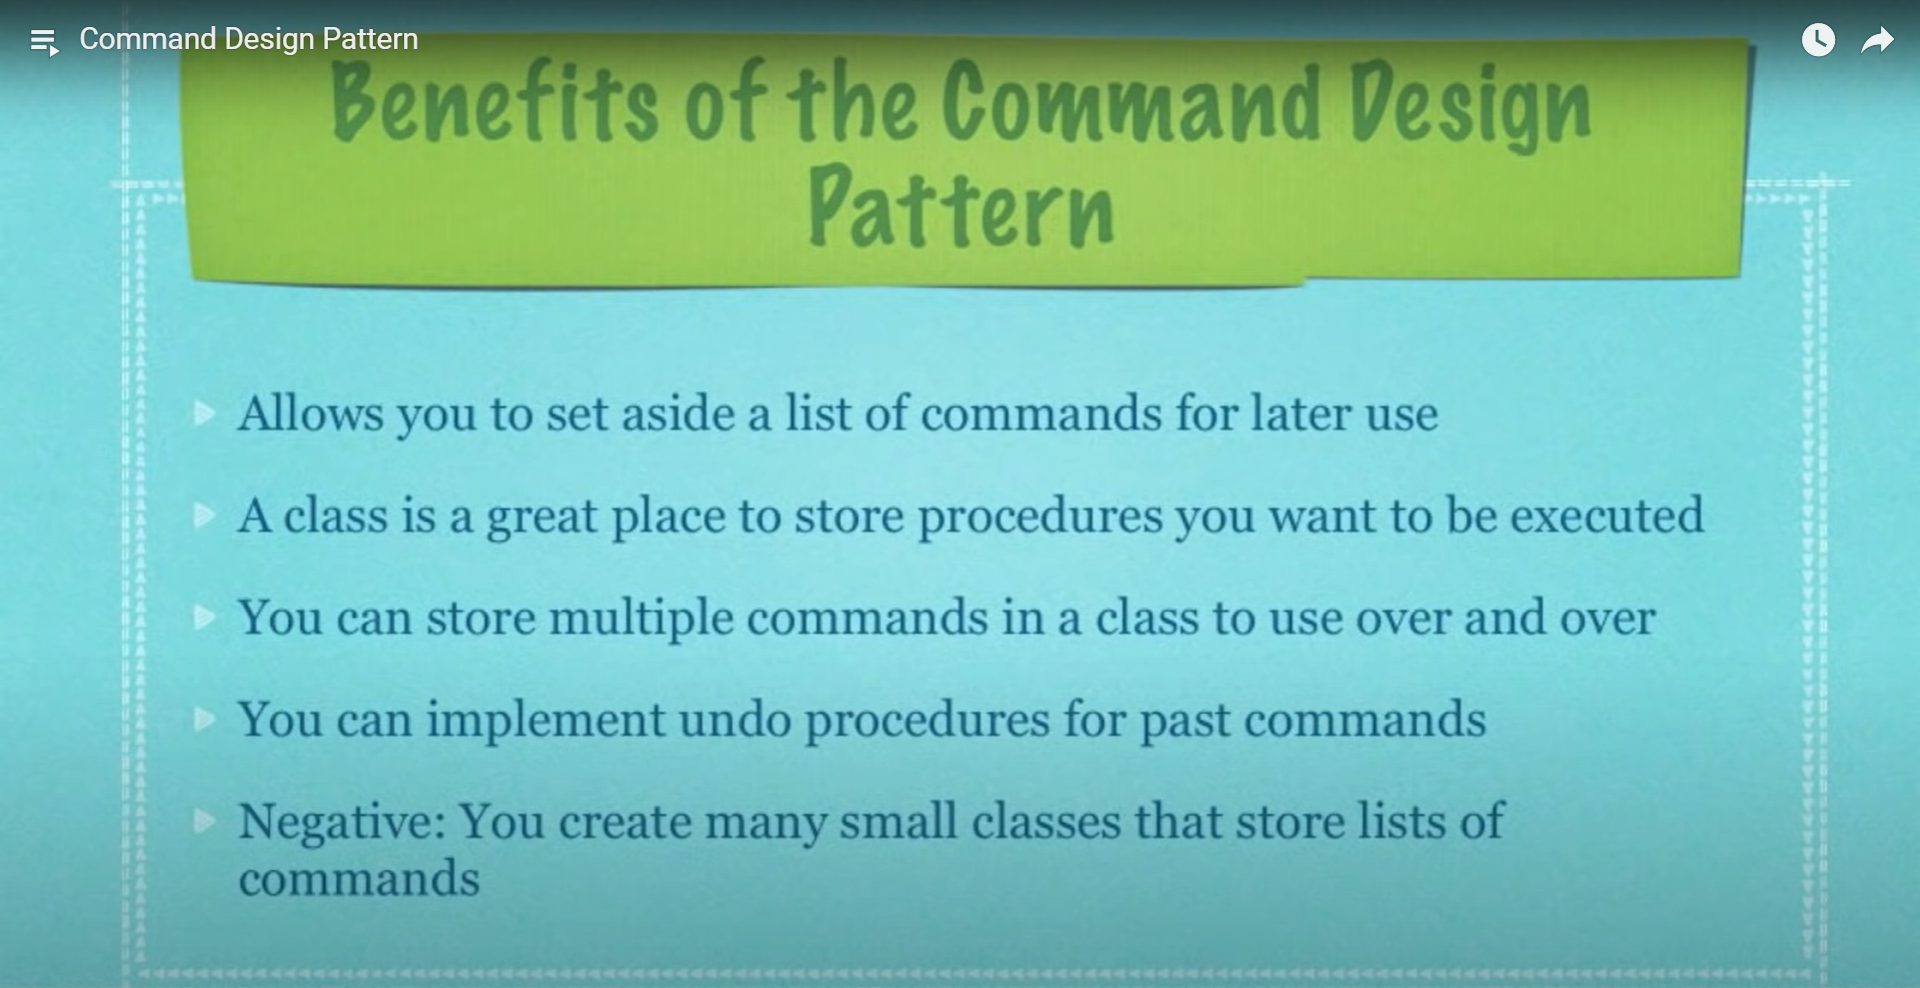 Command Design Pattern
Benefits of the Command Design
Pattern
Allows you to set aside a list of commands for later use
A class is a great place to store procedures you want to be executed
You can store multiple commands in a class to use over and over
You can implement undo procedures for past commands
Negative: You create many small classes that store lists of
commands